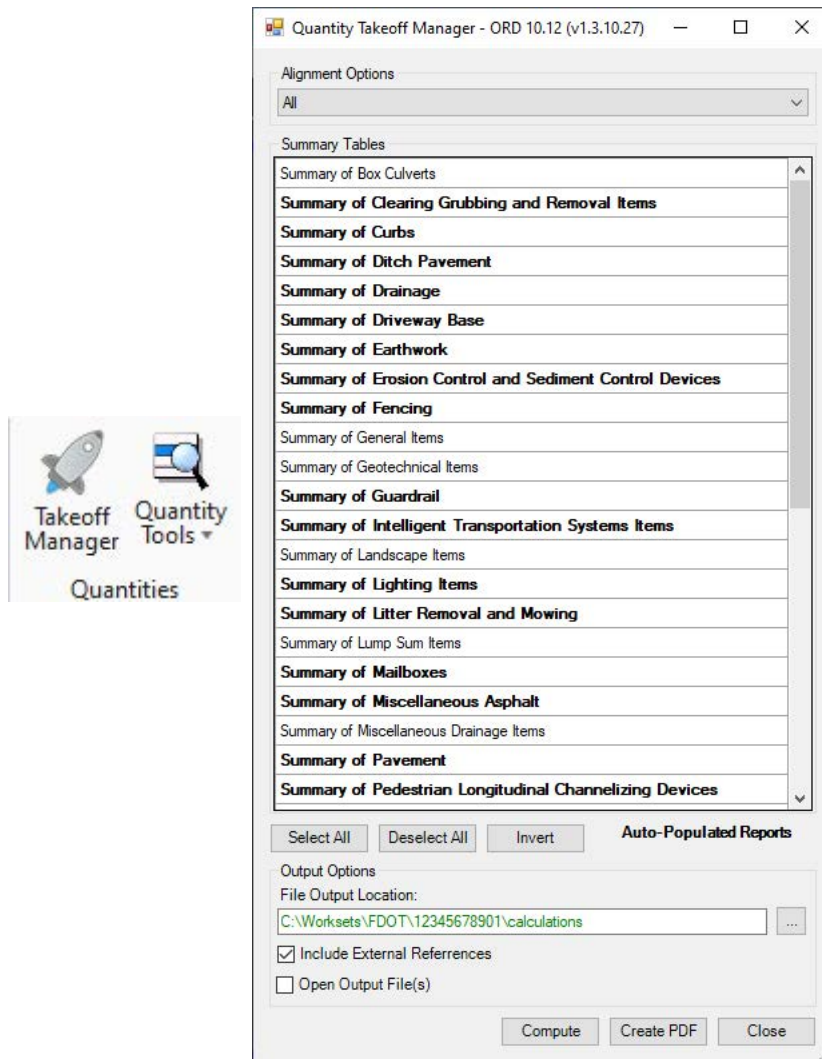 Takeoff
Manager
Quantity
Tools
Quantities
Quantity Takeoff Manager - ORD 10.12 (v1.3.10.27)
Alignment Options
All
Summary Tables
Summary of Box Culverts
Summary of Clearing Grubbing and Removal Items
Summary of Curbs
Summary of Ditch Pavement
Summary of Drainage
Summary of Driveway Base
Summary of Earthwork
Summary of Erosion Control and Sediment Control Devices
Summary of Fencing
Summary of General Items
Summary of Geotechnical Items
Summary of Guardrail
Summary of Intelligent Transportation Systems Items
Summary of Landscape Items
Summary of Lighting Items
Summary of Litter Removal and Mowing
Summary of Lump Sum Items
Summary of Mailboxes
Summary of Miscellaneous Asphalt
Summary of Miscellaneous Drainage Items
Summary of Pavement
Summary of Pedestrian Longitudinal Channelizing Devices
Select All Deselect All Invert Auto-Populated Reports
Output Options
File Output Location:
C:\Worksets\FDOT\12345678901\calculations ...
Include External Referrences
Open Output File(s)
Compute Create PDF Close